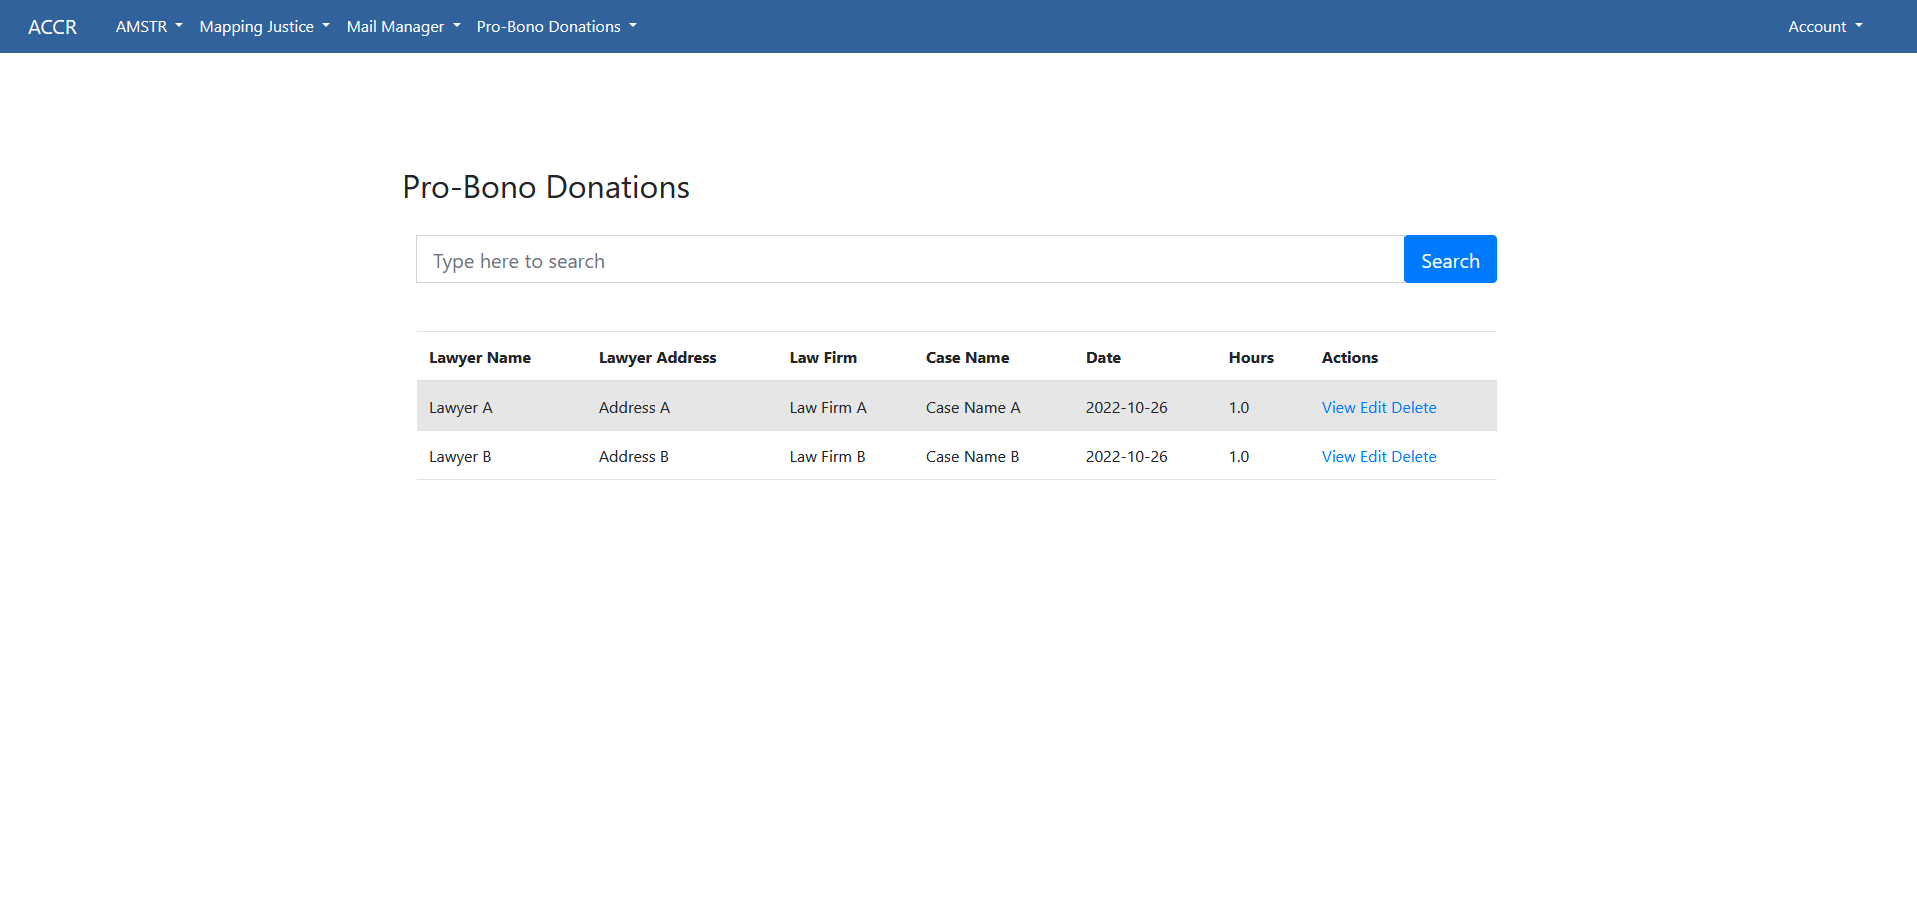 ACCR AMSTR Mapping Justice Mail Manager Pro-Bono Donations Account
Pro-Bono Donations
Type here to search Search
Lawyer Name Lawyer Address Law Firm Case Name Date Hours Actions
Lawyer A Address A Law Firm A Case Name A 2022-10-26 1.0 View Edit Delete
Lawyer B Address B Law Firm B Case Name B 2022-10-26 1.0 View Edit Delete